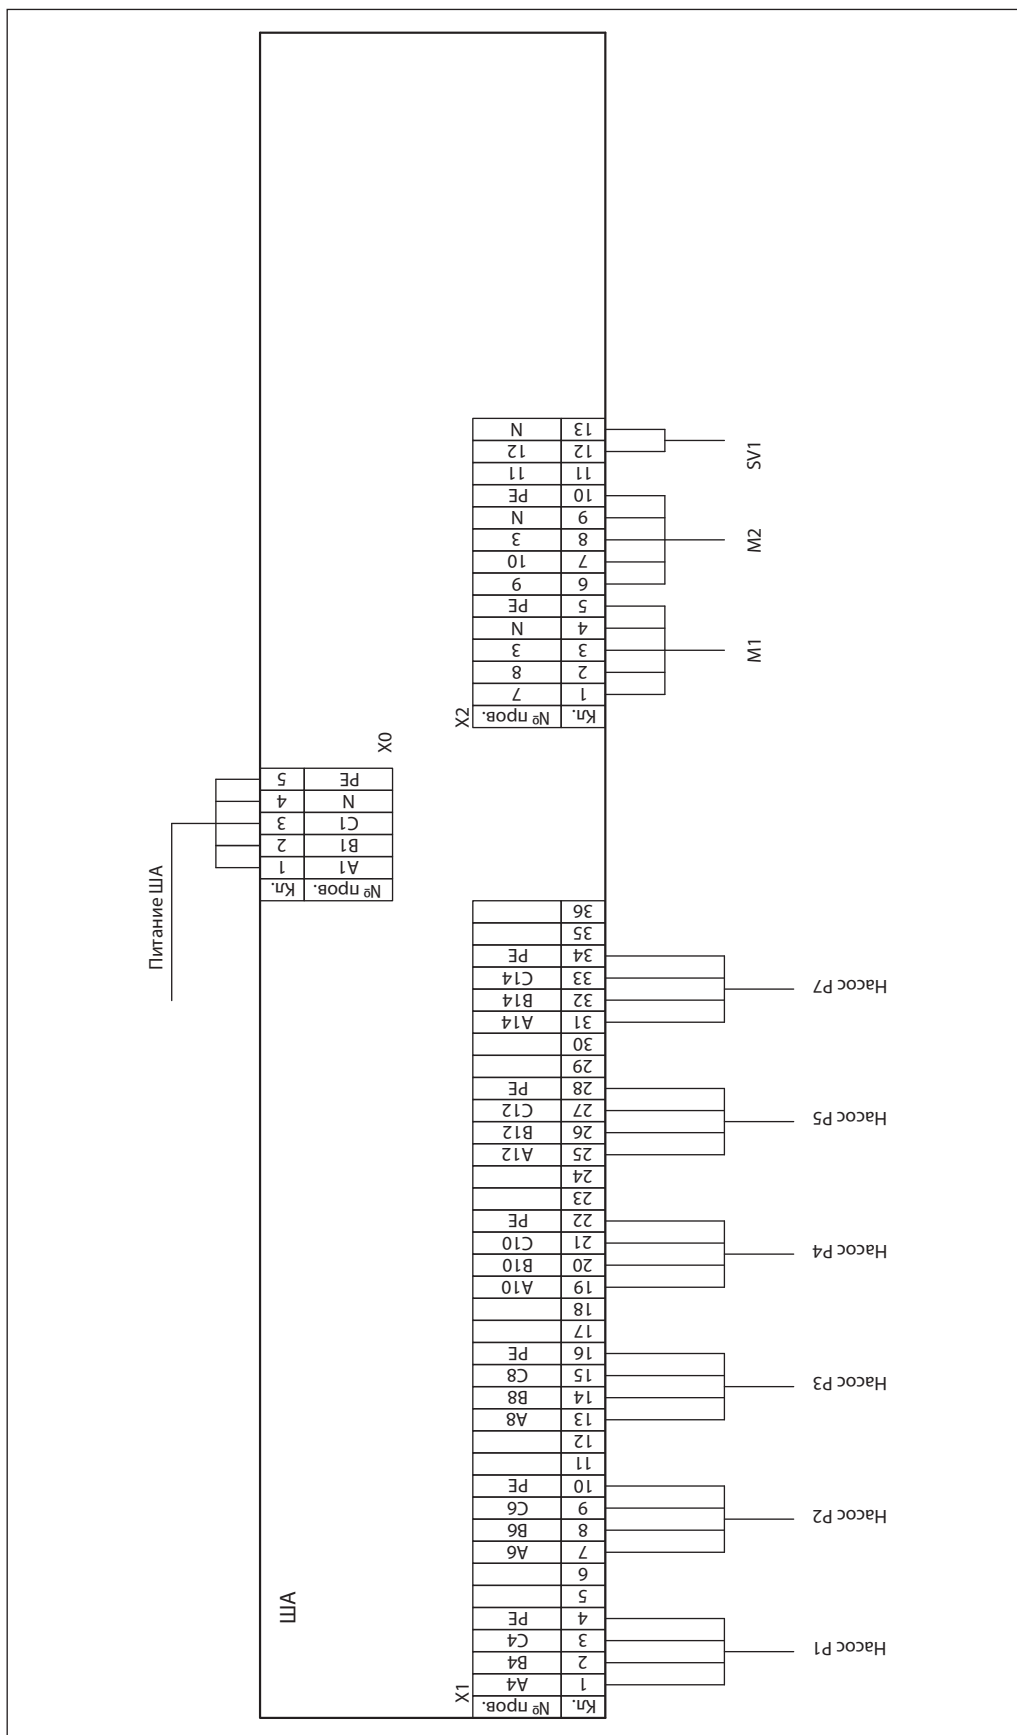 ША
Питание ША
X0
№ пров. Кл.
A1 1
B1 2
C1 3
N 4
PE 5
X1
Кл. № пров.
1 A4
2 B4
3 C4
4 PE
5
6
7 A6
8 B6
9 C6
10 PE
11
12
13 A8
14 B8
15 C8
16 PE
17
18
19 A10
20 B10
21 C10
22 PE
23
24
25 A12
26 B12
27 C12
28 PE
29
30
31 A14
32 B14
33 C14
34 PE
35
36
Насос P1
Насос P2
Насос P3
Насос P4
Насос P5
Насос P7
X2
Кл. № пров.
1 7
2 8
3 3
4 N
5 PE
6 9
7 10
8 3
9 N
10 PE
11 11
12 12
13 N
M1
M2
SV1